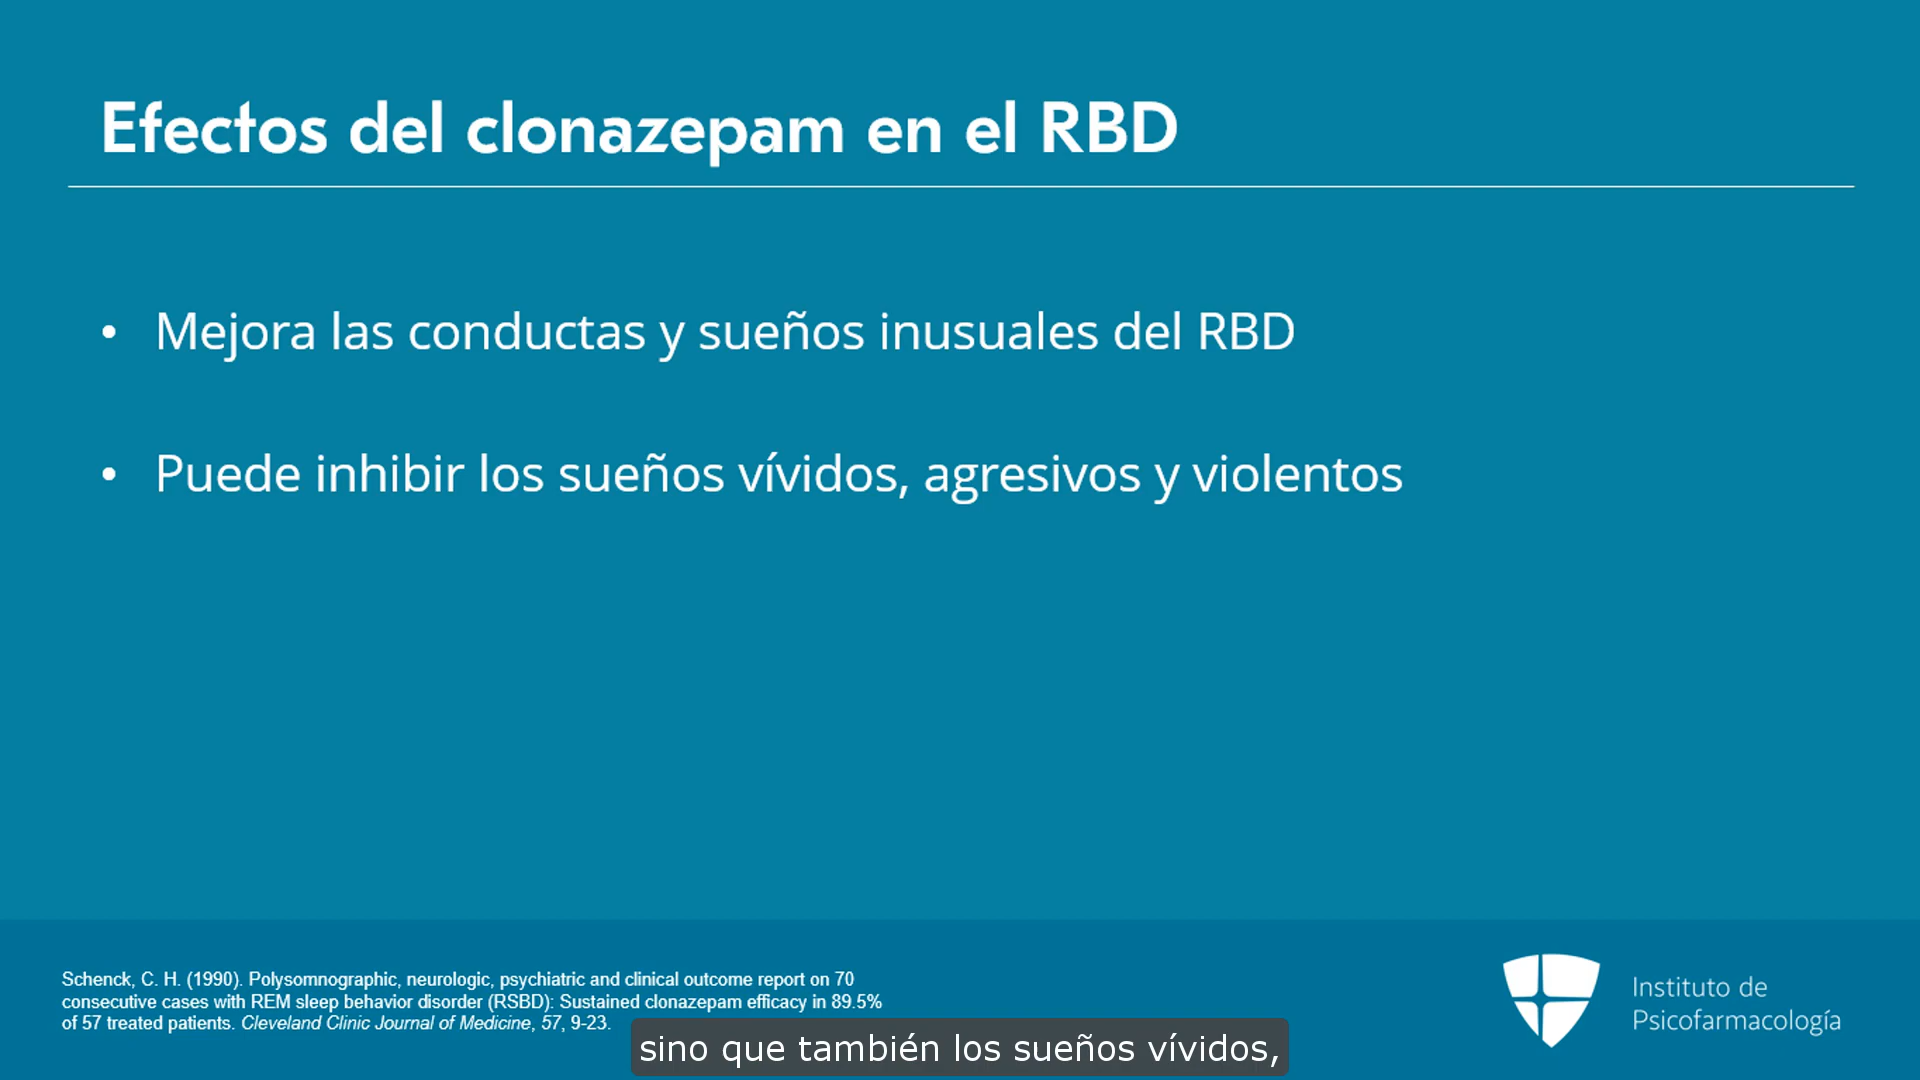 Efectos del clonazepam en el RBD
• Mejora las conductas y sueños inusuales del RBD
• Puede inhibir los sueños vívidos, agresivos y violentos
Schenck, C. H. (1990). Polysomnographic, neurologic, psychiatric and clinical outcome report on 70
consecutive cases with REM sleep behavior disorder (RSBD): Sustained clonazepam efficacy in 89.5%
of 57 treated patients. Cleveland Clinic Journal of Medicine, 57, 9-23.
Instituto de
Psicofarmacología
sino que también los sueños vívidos,